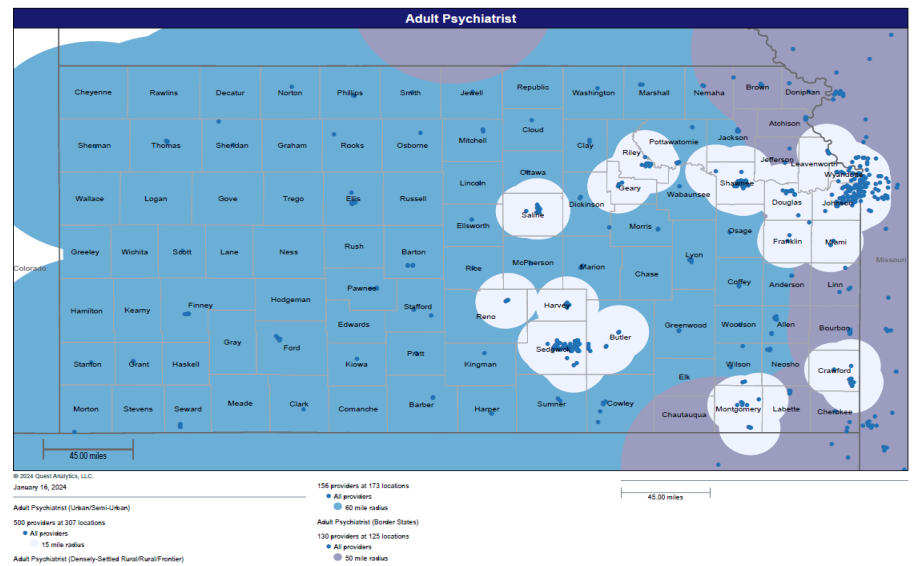 Adult Psychiatrist
Cheyenne Rawlins Decatur Norton Phillips Smith Jewell Republic Washington Marshall Nemaha Brown Doniphan
Atchison
Sherman Thomas Sheridan Graham Rooks Osborne Mitchell Cloud Clay Riley Pottawatomie Jackson Jefferson Leavenworth
Wyandotte
Wallace Logan Gove Trego Ellis Russell Lincoln Ottawa Saline Dickinson Geary Wabaunsee Shawnee Douglas Johnson
Ellsworth Morris Osage Franklin Miami
Greeley Wichita Scott Lane Ness Rush Barton Rice McPherson Marion Chase Lyon
Colorado Missouri
Hamilton Kearny Finney Hodgeman Pawnee Stafford Reno Harvey Coffey Anderson Linn
Edwards
Gray Ford Pratt Sedgwick Butler Greenwood Woodson Allen Bourbon
Stanton Grant Haskell Kiowa Kingman Elk Wilson Neosho Crawford
Morton Stevens Seward Meade Clark Comanche Barber Harper Sumner Cowley Chautauqua Montgomery Labette Cherokee
45.00 miles
© 2024 Quest Analytics, LLC.
January 16, 2024
Adult Psychiatrist (Urban/Semi-Urban)
500 providers at 307 locations
All providers
15 mile radius
Adult Psychiatrist (Densely-Settled Rural/Rural/Frontier)
156 providers at 173 locations
All providers
60 mile radius
Adult Psychiatrist (Border States)
130 providers at 125 locations
All providers
50 mile radius
45.00 miles